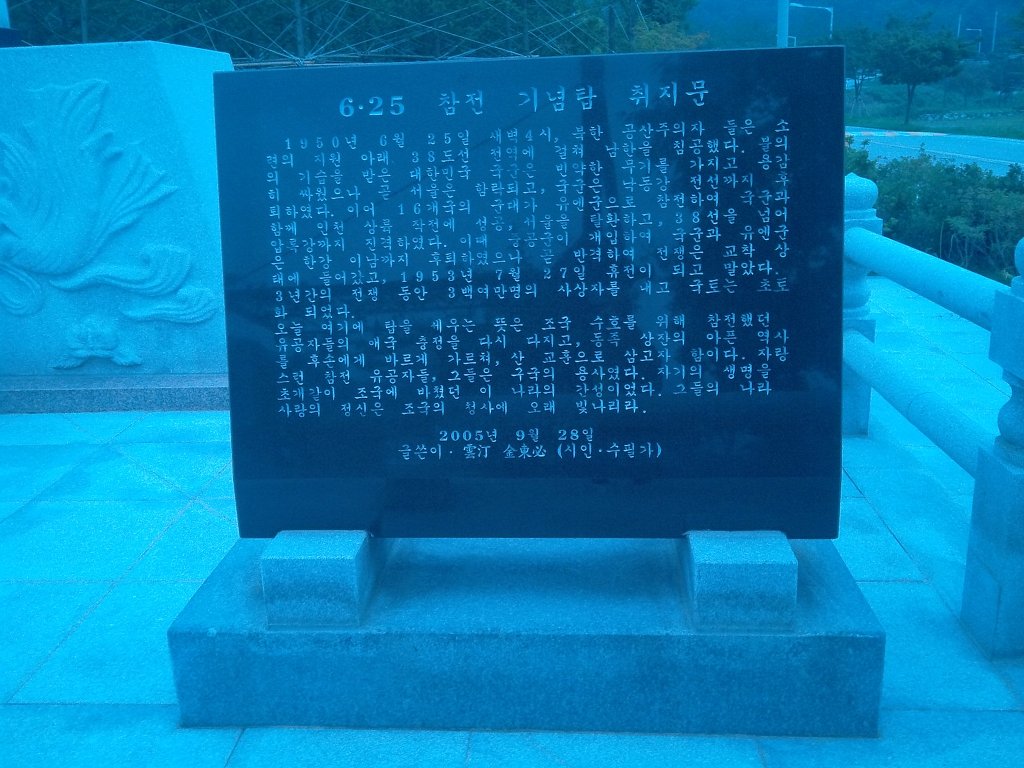 6·25 참전 기념탑 취지문
1950년 6월 25일 새벽4시, 북한 공산주의자 들은 소
련의 지원 아래 38도선 전역에 걸쳐 남한을 침공했다. 불의
의 기습을 받은 대한민국 국군은 빈약한 무기를 가지고 용감
히 싸웠으나 곧 서울은 함락되고, 국군은 낙동강 전선까지 후
퇴하였다. 이어 16개국의 군대가 유엔군으로 참전하여 국군과
함께 인천 상륙 작전에 성공, 서울을 탈환하고, 38선을 넘어
압록강까지 진격하였다. 이때 중공군이 개입하여, 국군과 유엔군
은 한강 이남까지 후퇴하였으나 곧 반격하여 전쟁은 교착 상
태에 들어갔고, 1953년 7월 27일 휴전이 되고 말았다.
3년간의 전쟁 동안 3백여만명의 사상자를 내고 국토는 초토
화 되었다.
오늘 여기에 탑을 세우는 뜻은 조국 수호를 위해 참전했던
유공자들의 애국 충정을 다시 다지고, 동족 상잔의 아픈 역사
를 후손에게 바르게 가르쳐, 산 교훈으로 삼고자 함이다. 자랑
스런 참전 유공자들, 그들은 구국의 용사였다. 자기의 생명을
초개같이 조국에 바쳤던 이 나라의 간성이었다. 그들의 나라
사랑의 정신은 조국의 청사에 오래 빛나리라.
2005년 9월 28일
글쓴이· 雲汀 金東必 (시인·수필가)